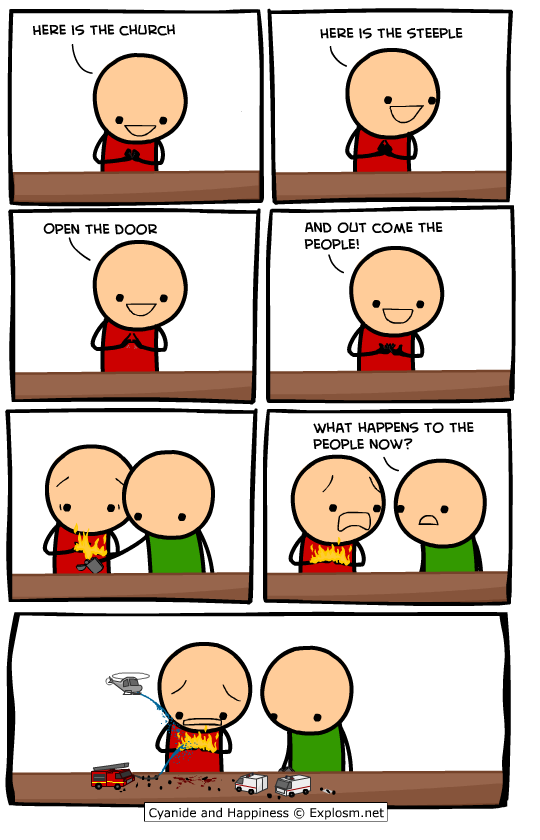 HERE IS THE CHURCH
HERE IS THE STEEPLE
OPEN THE DOOR
AND OUT COME THE
PEOPLE!
WHAT HAPPENS TO THE
PEOPLE NOW?
Cyanide and Happiness © Explosm.net